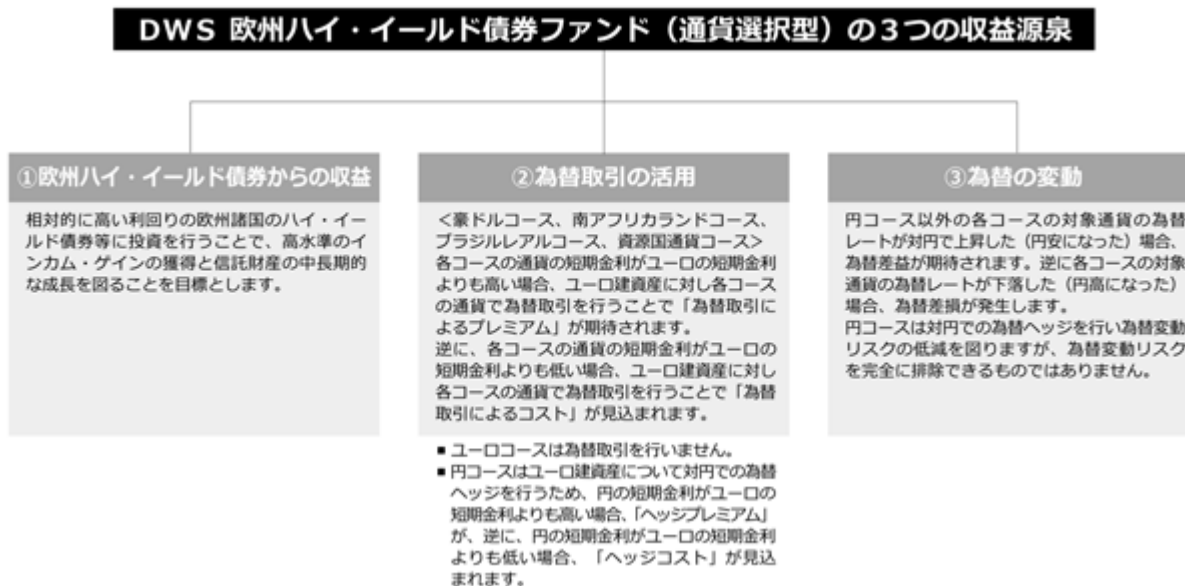 DWS 欧州ハイ・イールド債券ファンド（通貨選択型）の３つの収益源泉
①欧州ハイ・イールド債券からの収益
相対的に高い利回りの欧州諸国のハイ・イー
ルド債券等に投資を行うことで、高水準のイ
ンカム・ゲインの獲得と信託財産の中長期的
な成長を図ることを目標とします。
②為替取引の活用
＜豪ドルコース、南アフリカランドコース、
ブラジルレアルコース、資源国通貨コース＞
各コースの通貨の短期金利がユーロの短期金利
よりも高い場合、ユーロ建資産に対し各コース
の通貨で為替取引を行うことで「為替取引に
よるプレミアム」が期待されます。
逆に、各コースの通貨の短期金利がユーロの
短期金利よりも低い場合、ユーロ建資産に対し
各コースの通貨で為替取引を行うことで「為替
取引によるコスト」が見込まれます。
■ ユーロコースは為替取引を行いません。
■ 円コースはユーロ建資産について対円での為替
ヘッジを行うため、円の短期金利がユーロの
短期金利よりも高い場合、「ヘッジプレミアム」
が、逆に、円の短期金利がユーロの短期金利
よりも低い場合、「ヘッジコスト」が見込
まれます。
③為替の変動
円コース以外の各コースの対象通貨の為替
レートが対円で上昇した（円安になった）場合、
為替差益が期待されます。逆に各コースの対象
通貨の為替レートが下落した（円高になった）
場合、為替差損が発生します。
円コースは対円での為替ヘッジを行い為替変動
リスクの低減を図りますが、為替変動リスク
を完全に排除できるものではありません。